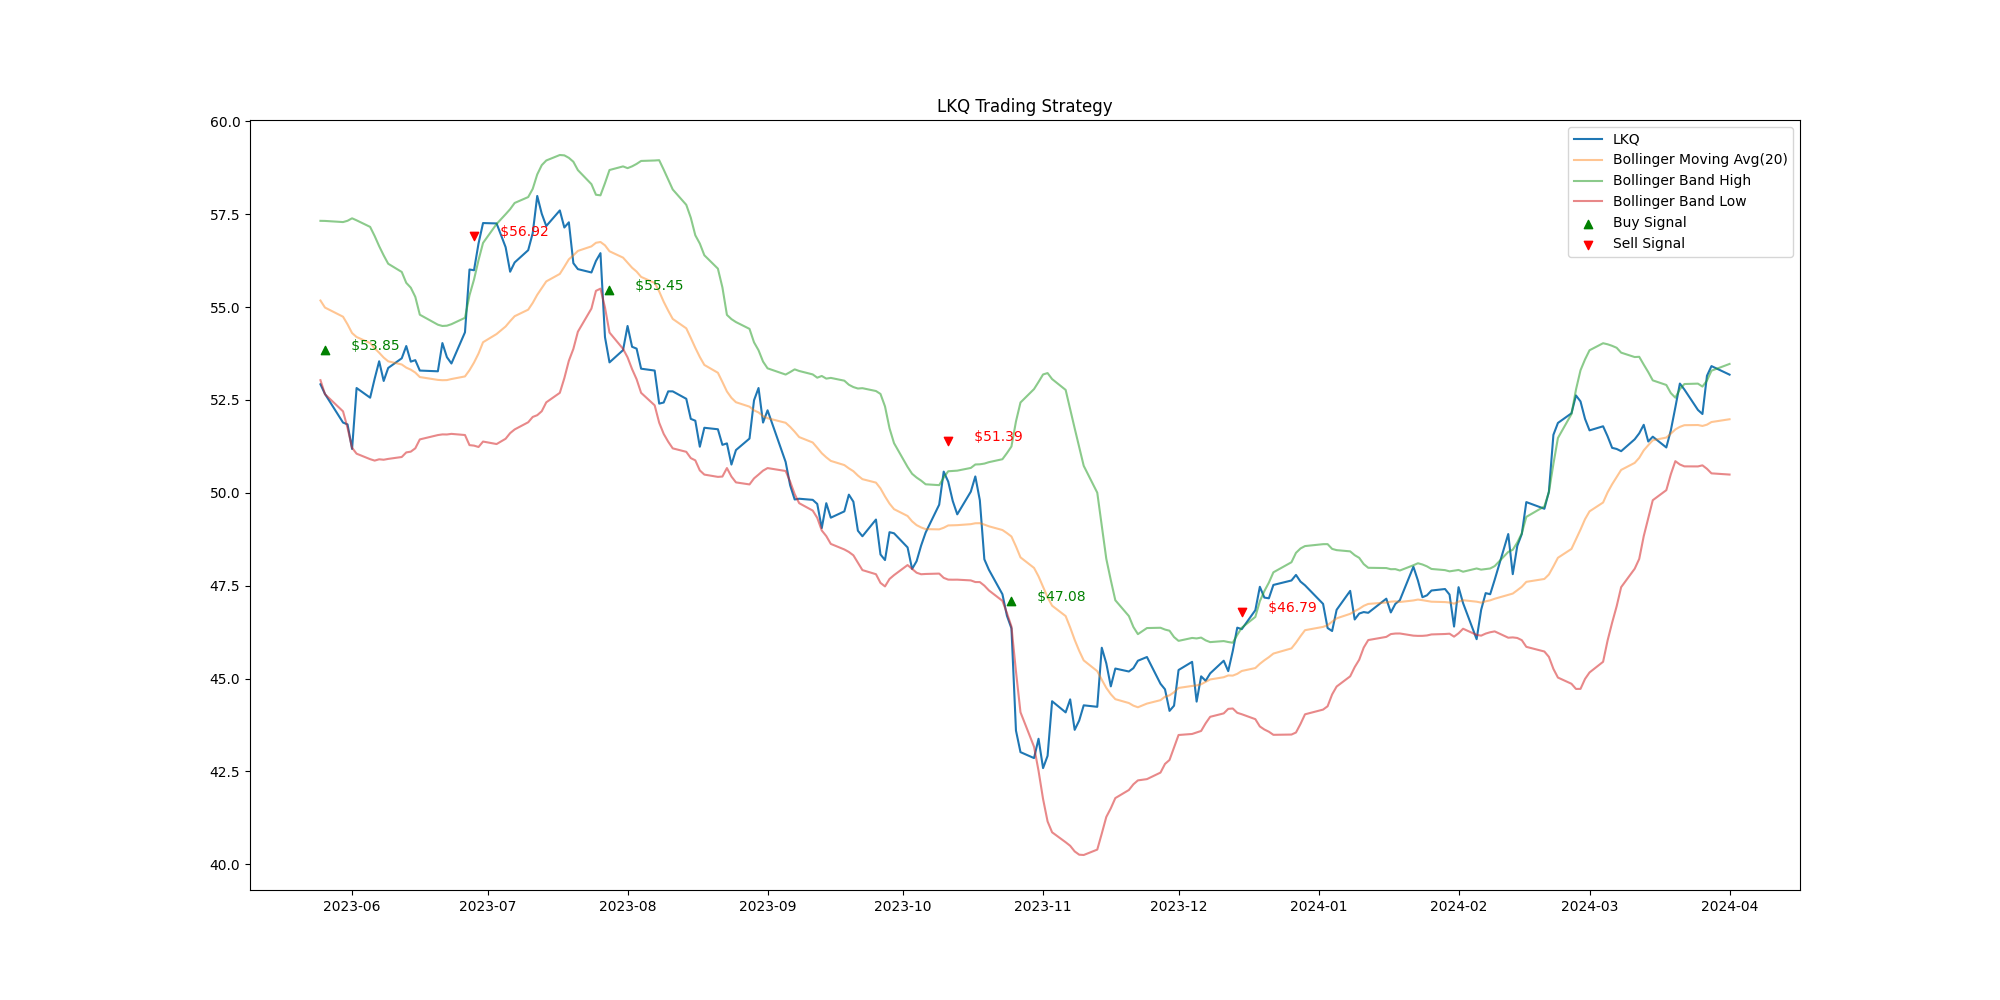 LKQ Trading Strategy
60.0
57.5
55.0
52.5
50.0
47.5
45.0
42.5
40.0
LKQ
Bollinger Moving Avg(20)
Bollinger Band High
Bollinger Band Low
Buy Signal
Sell Signal
$53.85
$56.92
$55.45
$51.39
$47.08
$46.79
2023-06 2023-07 2023-08 2023-09 2023-10 2023-11 2023-12 2024-01 2024-02 2024-03 2024-04